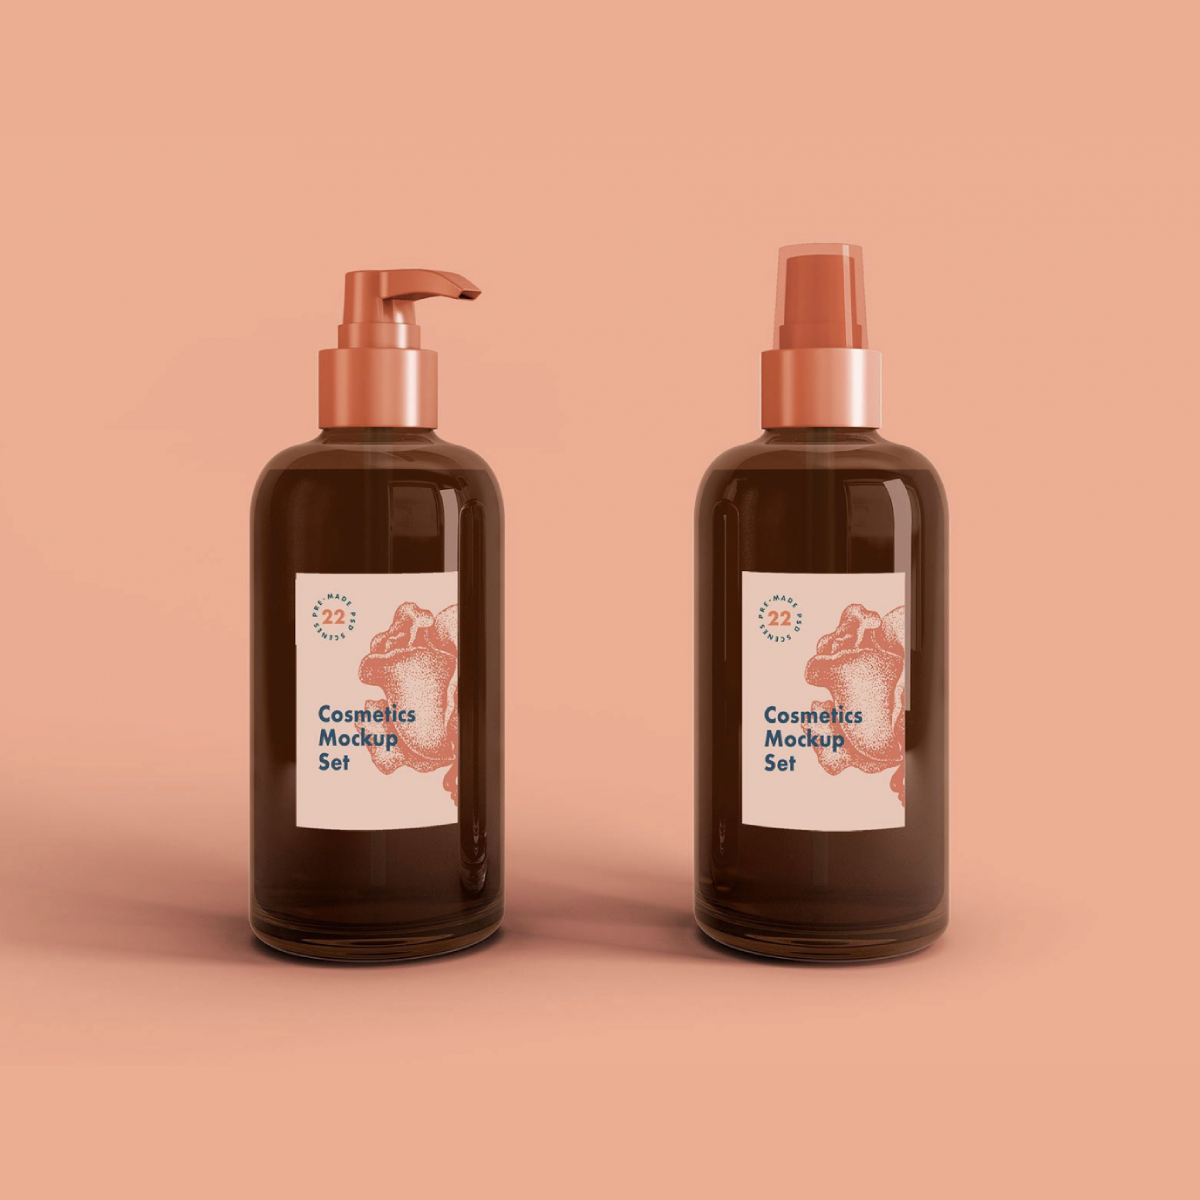 PRE-MADE PSD SCENES
22
Cosmetics
Mockup
Set
PRE-MADE PSD SCENES
22
Cosmetics
Mockup
Set